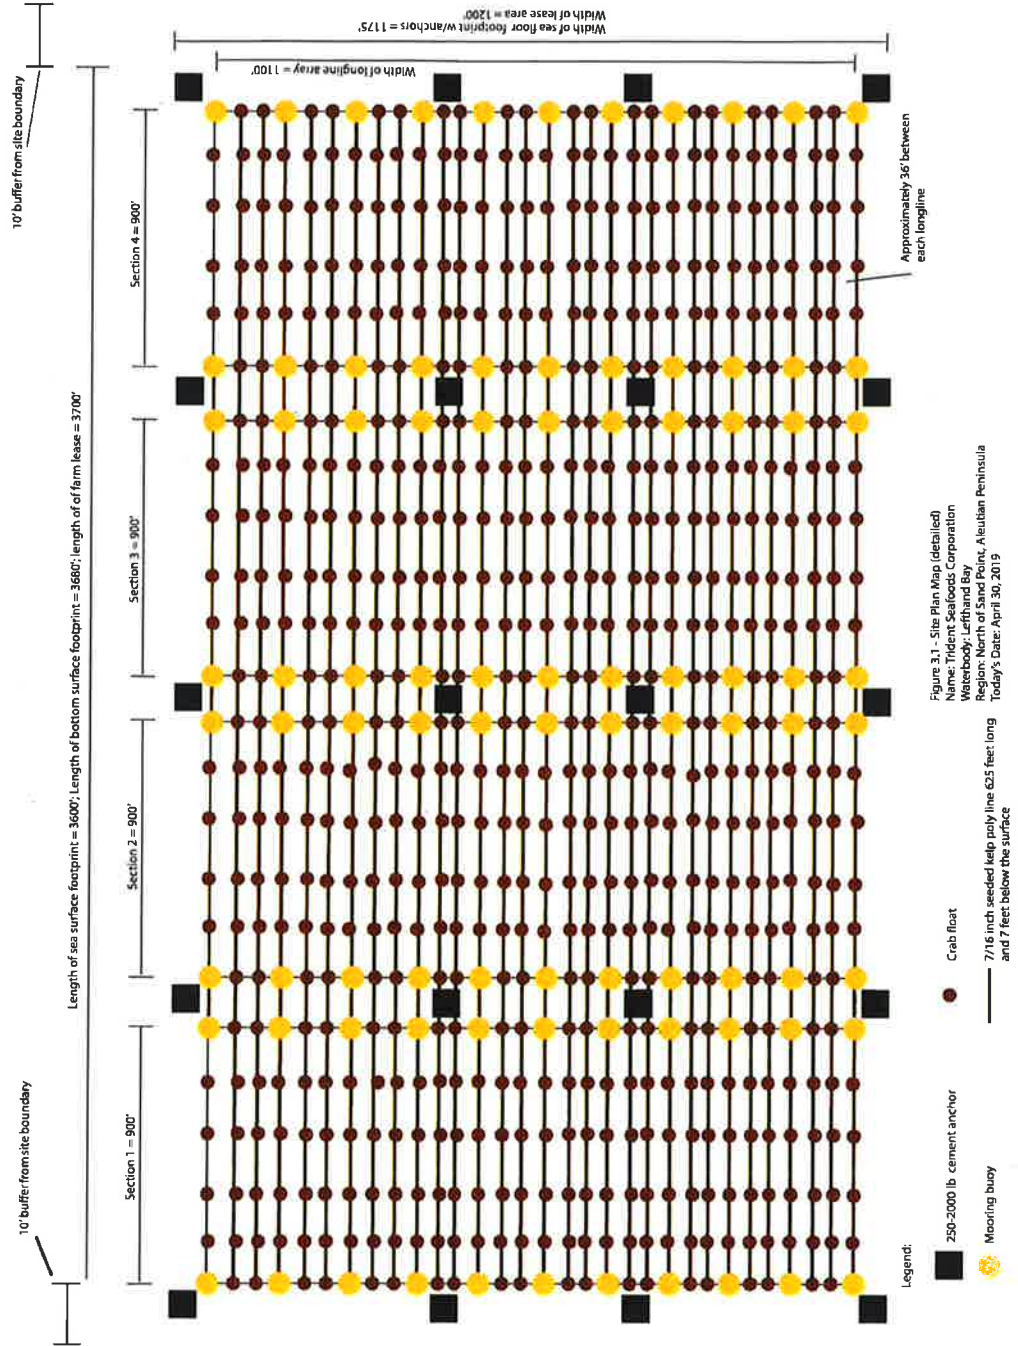 10' buffer from site boundary
10' buffer from site boundary
Length of sea surface footprint = 3600'; Length of bottom surface footprint = 3680'; length of of farm lease = 3700'
Section 1 = 900'
Section 2 = 900'
Section 3 = 900'
Section 4 = 900'
Width of lease area = 1200'
Width of sea floor footprint w/anchors = 1175'
Width of longline array = 1100'
Approximately 36' between
each longline
Legend:
250-2000 lb cement anchor
Mooring buoy
Crab float
7/16 inch seeded kelp poly line 625 feet long
and 7 feet below the surface
Figure 3.1 - Site Plan Map (detailed)
Name: Trident Seafoods Corporation
Waterbody: Lefthand Bay
Region: North of Sand Point, Aleutian Peninsula
Today's Date: April 30, 2019